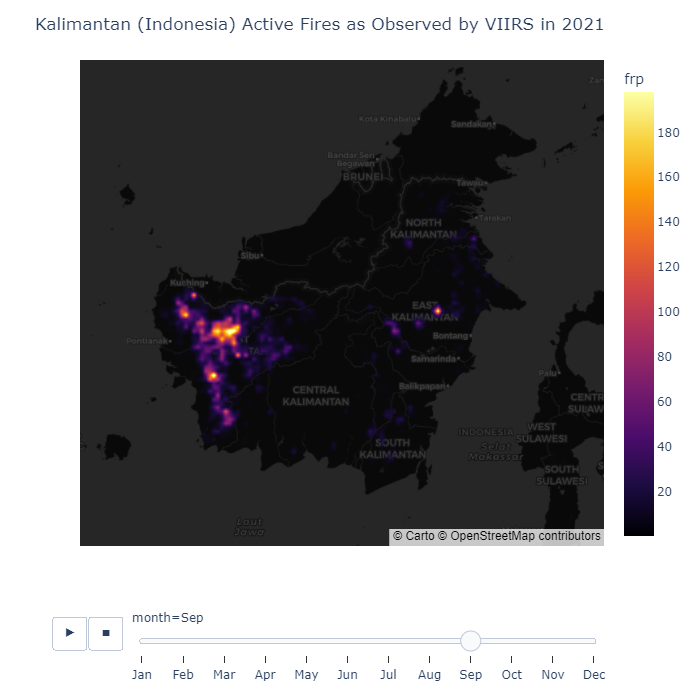 Kalimantan (Indonesia) Active Fires as Observed by VIIRS in 2021
frp
180
160
140
120
100
80
60
40
20
Kota Kinabalu
Sandakan
Bandar Seri
Begawan
BRUNEI
Tawau
Tarakan
NORTH
KALIMANTAN
Sibu
Kuching
EAST
KALIMANTAN
Pontianak
Bontang
Samarinda
Palu
Balikpapan
CENTRAL
KALIMANTAN
WEST
SULAWESI
INDONESIA
Selat
Makassar
SOUTH
KALIMANTAN
SOUTH
SULAWESI
Laut
Jawa
© Carto © OpenStreetMap contributors
month=Sep
Jan Feb Mar Apr May Jun Jul Aug Sep Oct Nov Dec